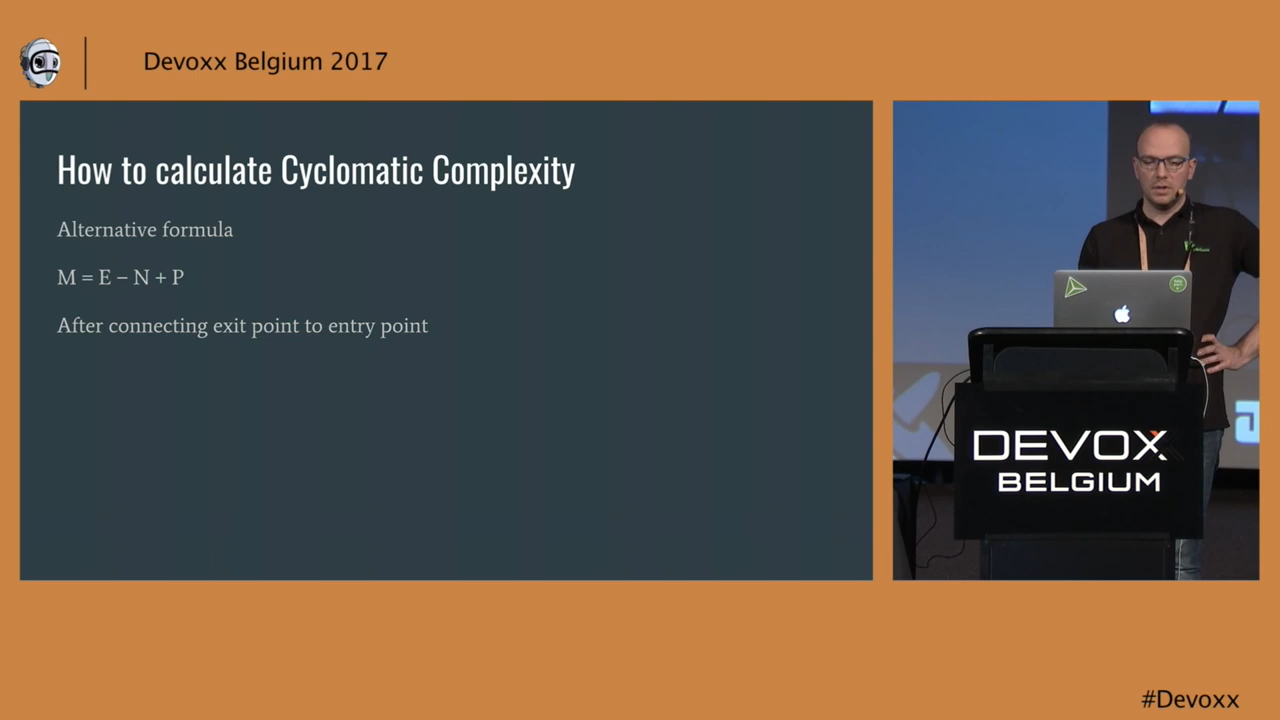 Devoxx Belgium 2017
How to calculate Cyclomatic Complexity
Alternative formula
M = E – N + P
After connecting exit point to entry point
DEVOXX
BELGIUM
#Devoxx